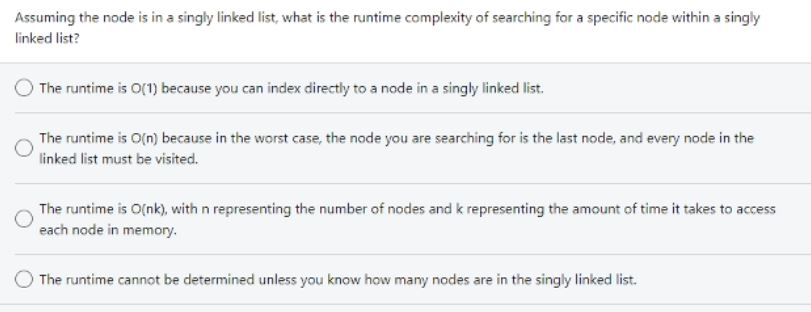 Assuming the node is in a singly linked list, what is the runtime complexity of searching for a specific node within a singly
linked list?
The runtime is O(1) because you can index directly to a node in a singly linked list.
The runtime is O(n) because in the worst case, the node you are searching for is the last node, and every node in the
linked list must be visited.
The runtime is O(nk), with n representing the number of nodes and k representing the amount of time it takes to access
each node in memory.
The runtime cannot be determined unless you know how many nodes are in the singly linked list.